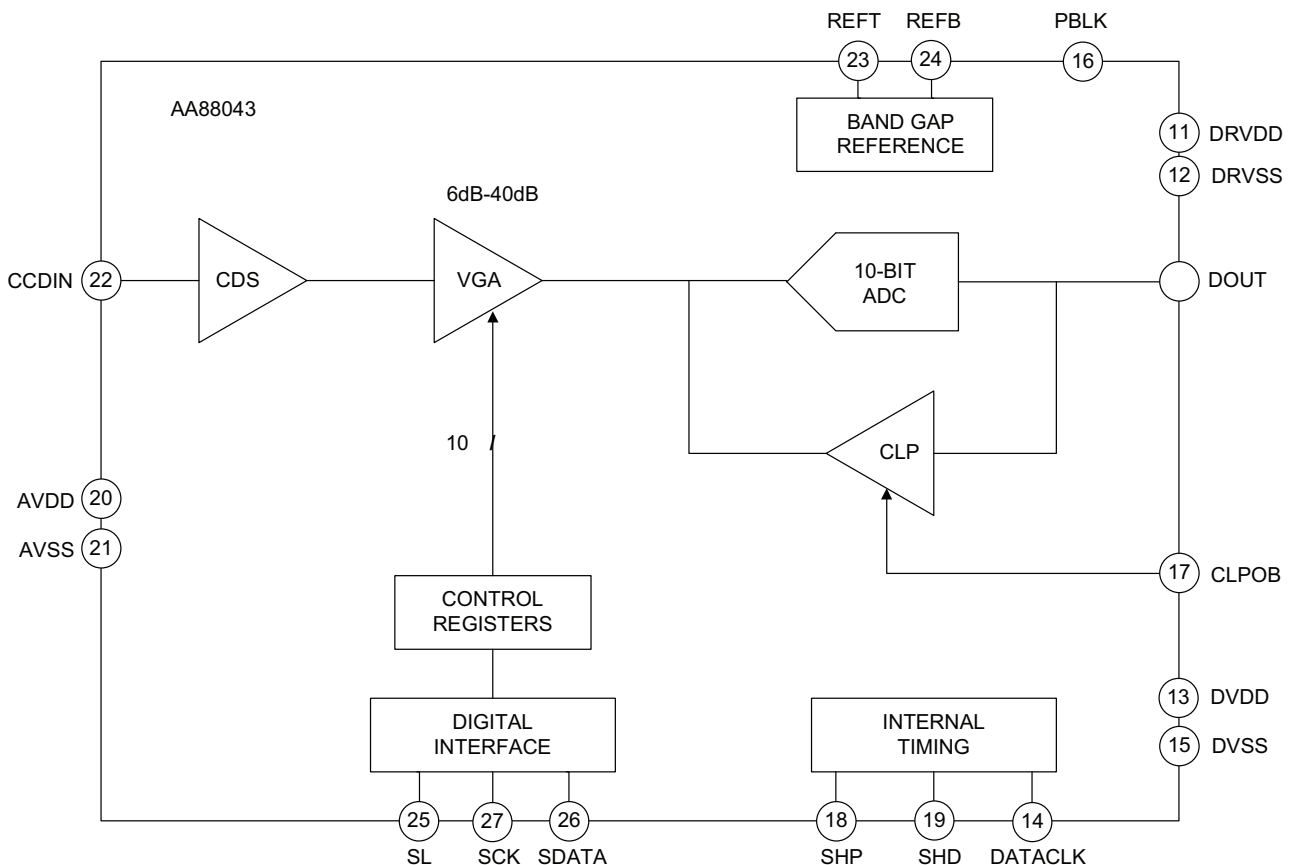 REFT REFB PBLK
23 24 16
AA88043
BAND GAP
REFERENCE
11 DRVDD
12 DRVSS
6dB-40dB
CCDIN 22 CDS VGA 10-BIT
ADC DOUT
10
CLP
AVDD 20
AVSS 21
17 CLPOB
CONTROL
REGISTERS
13 DVDD
15 DVSS
DIGITAL
INTERFACE
INTERNAL
TIMING
25 27 26 18 19 14
SL SCK SDATA SHP SHD DATACLK